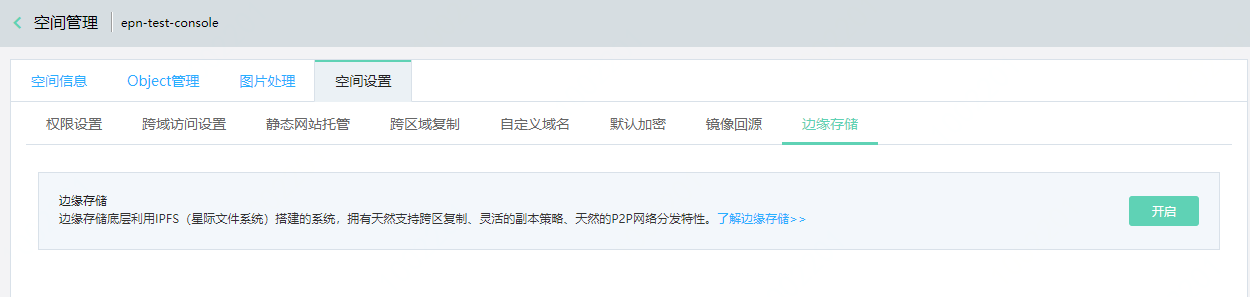 空间管理 epn-test-console
空间信息 Object管理 图片处理 空间设置
权限设置 跨域访问设置 静态网站托管 跨区域复制 自定义域名 默认加密 镜像回源 边缘存储
边缘存储
边缘存储底层利用IPFS（星际文件系统）搭建的系统，拥有天然支持跨区复制、灵活的副本策略、天然的P2P网络分发特性。了解边缘存储>>
开启